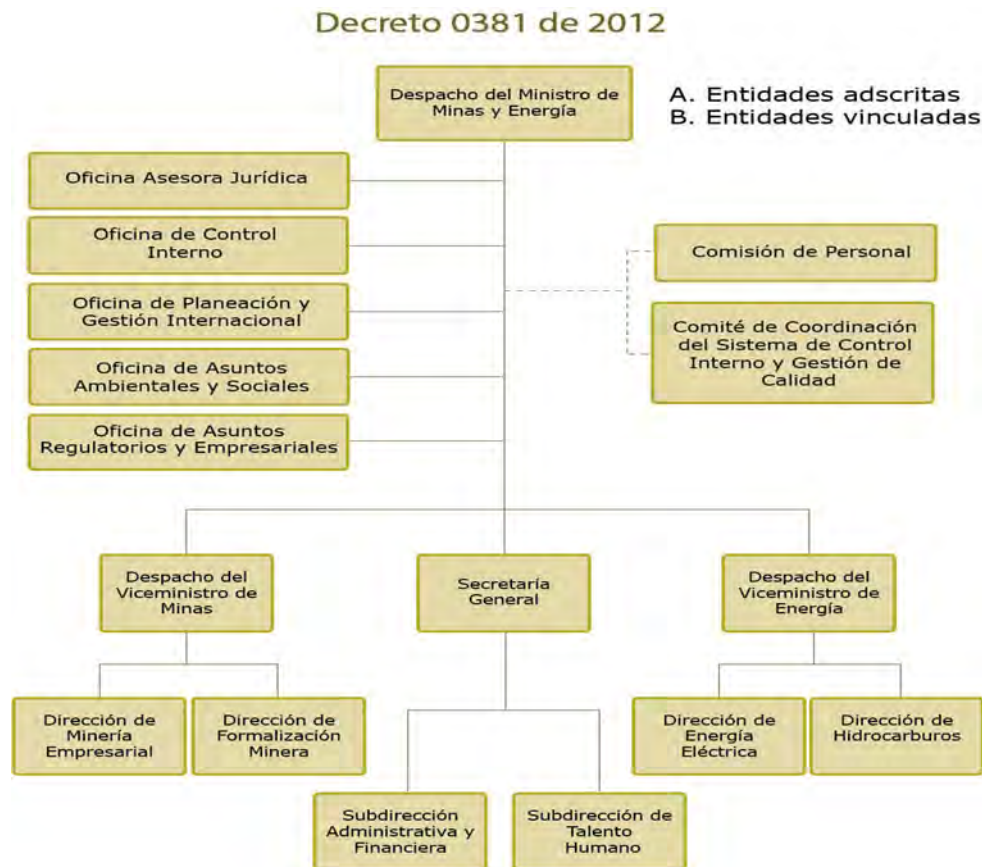 Decreto 0381 de 2012
Despacho del Ministro de
Minas y Energía
A. Entidades adscritas
B. Entidades vinculadas
Oficina Asesora Jurídica
Oficina de Control
Interno
Oficina de Planeación y
Gestión Internacional
Oficina de Asuntos
Ambientales y Sociales
Oficina de Asuntos
Regulatorios y Empresariales
Comisión de Personal
Comité de Coordinación
del Sistema de Control
Interno y Gestión de
Calidad
Despacho del
Viceministro de
Minas
Secretaría
General
Despacho del
Viceministro de
Energía
Dirección de
Minería
Empresarial
Dirección de
Formalización
Minera
Dirección de
Energía
Eléctrica
Dirección de
Hidrocarburos
Subdirección
Administrativa y
Financiera
Subdirección de
Talento
Humano